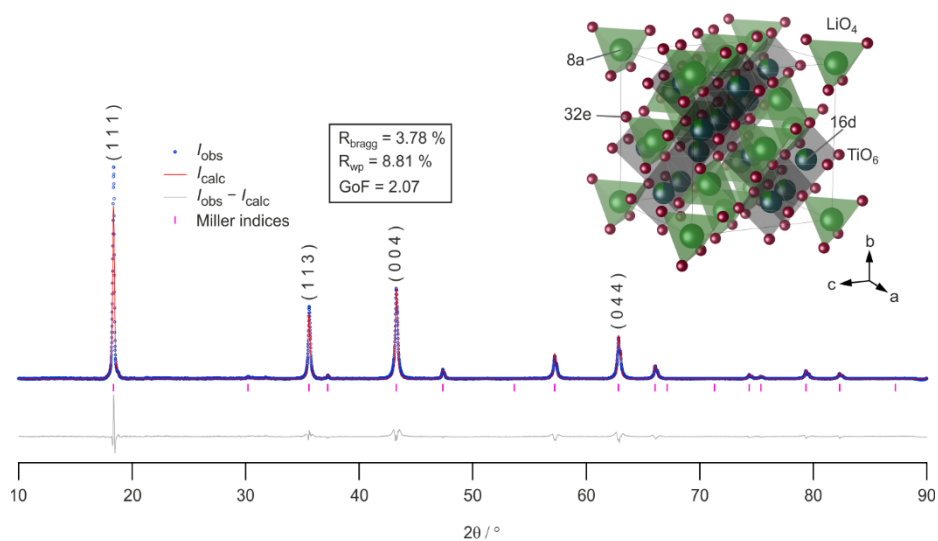 LiO4
8a
32e
16d
TiO6
b
c
a
( 1 1 1 )
Iobs
Icalc
Iobs − Icalc
Miller indices
Rbragg = 3.78 %
Rwp = 8.81 %
GoF = 2.07
( 1 1 3 )
( 0 0 4 )
( 0 4 4 )
10 20 30 40 50 60 70 80 90
2θ / °